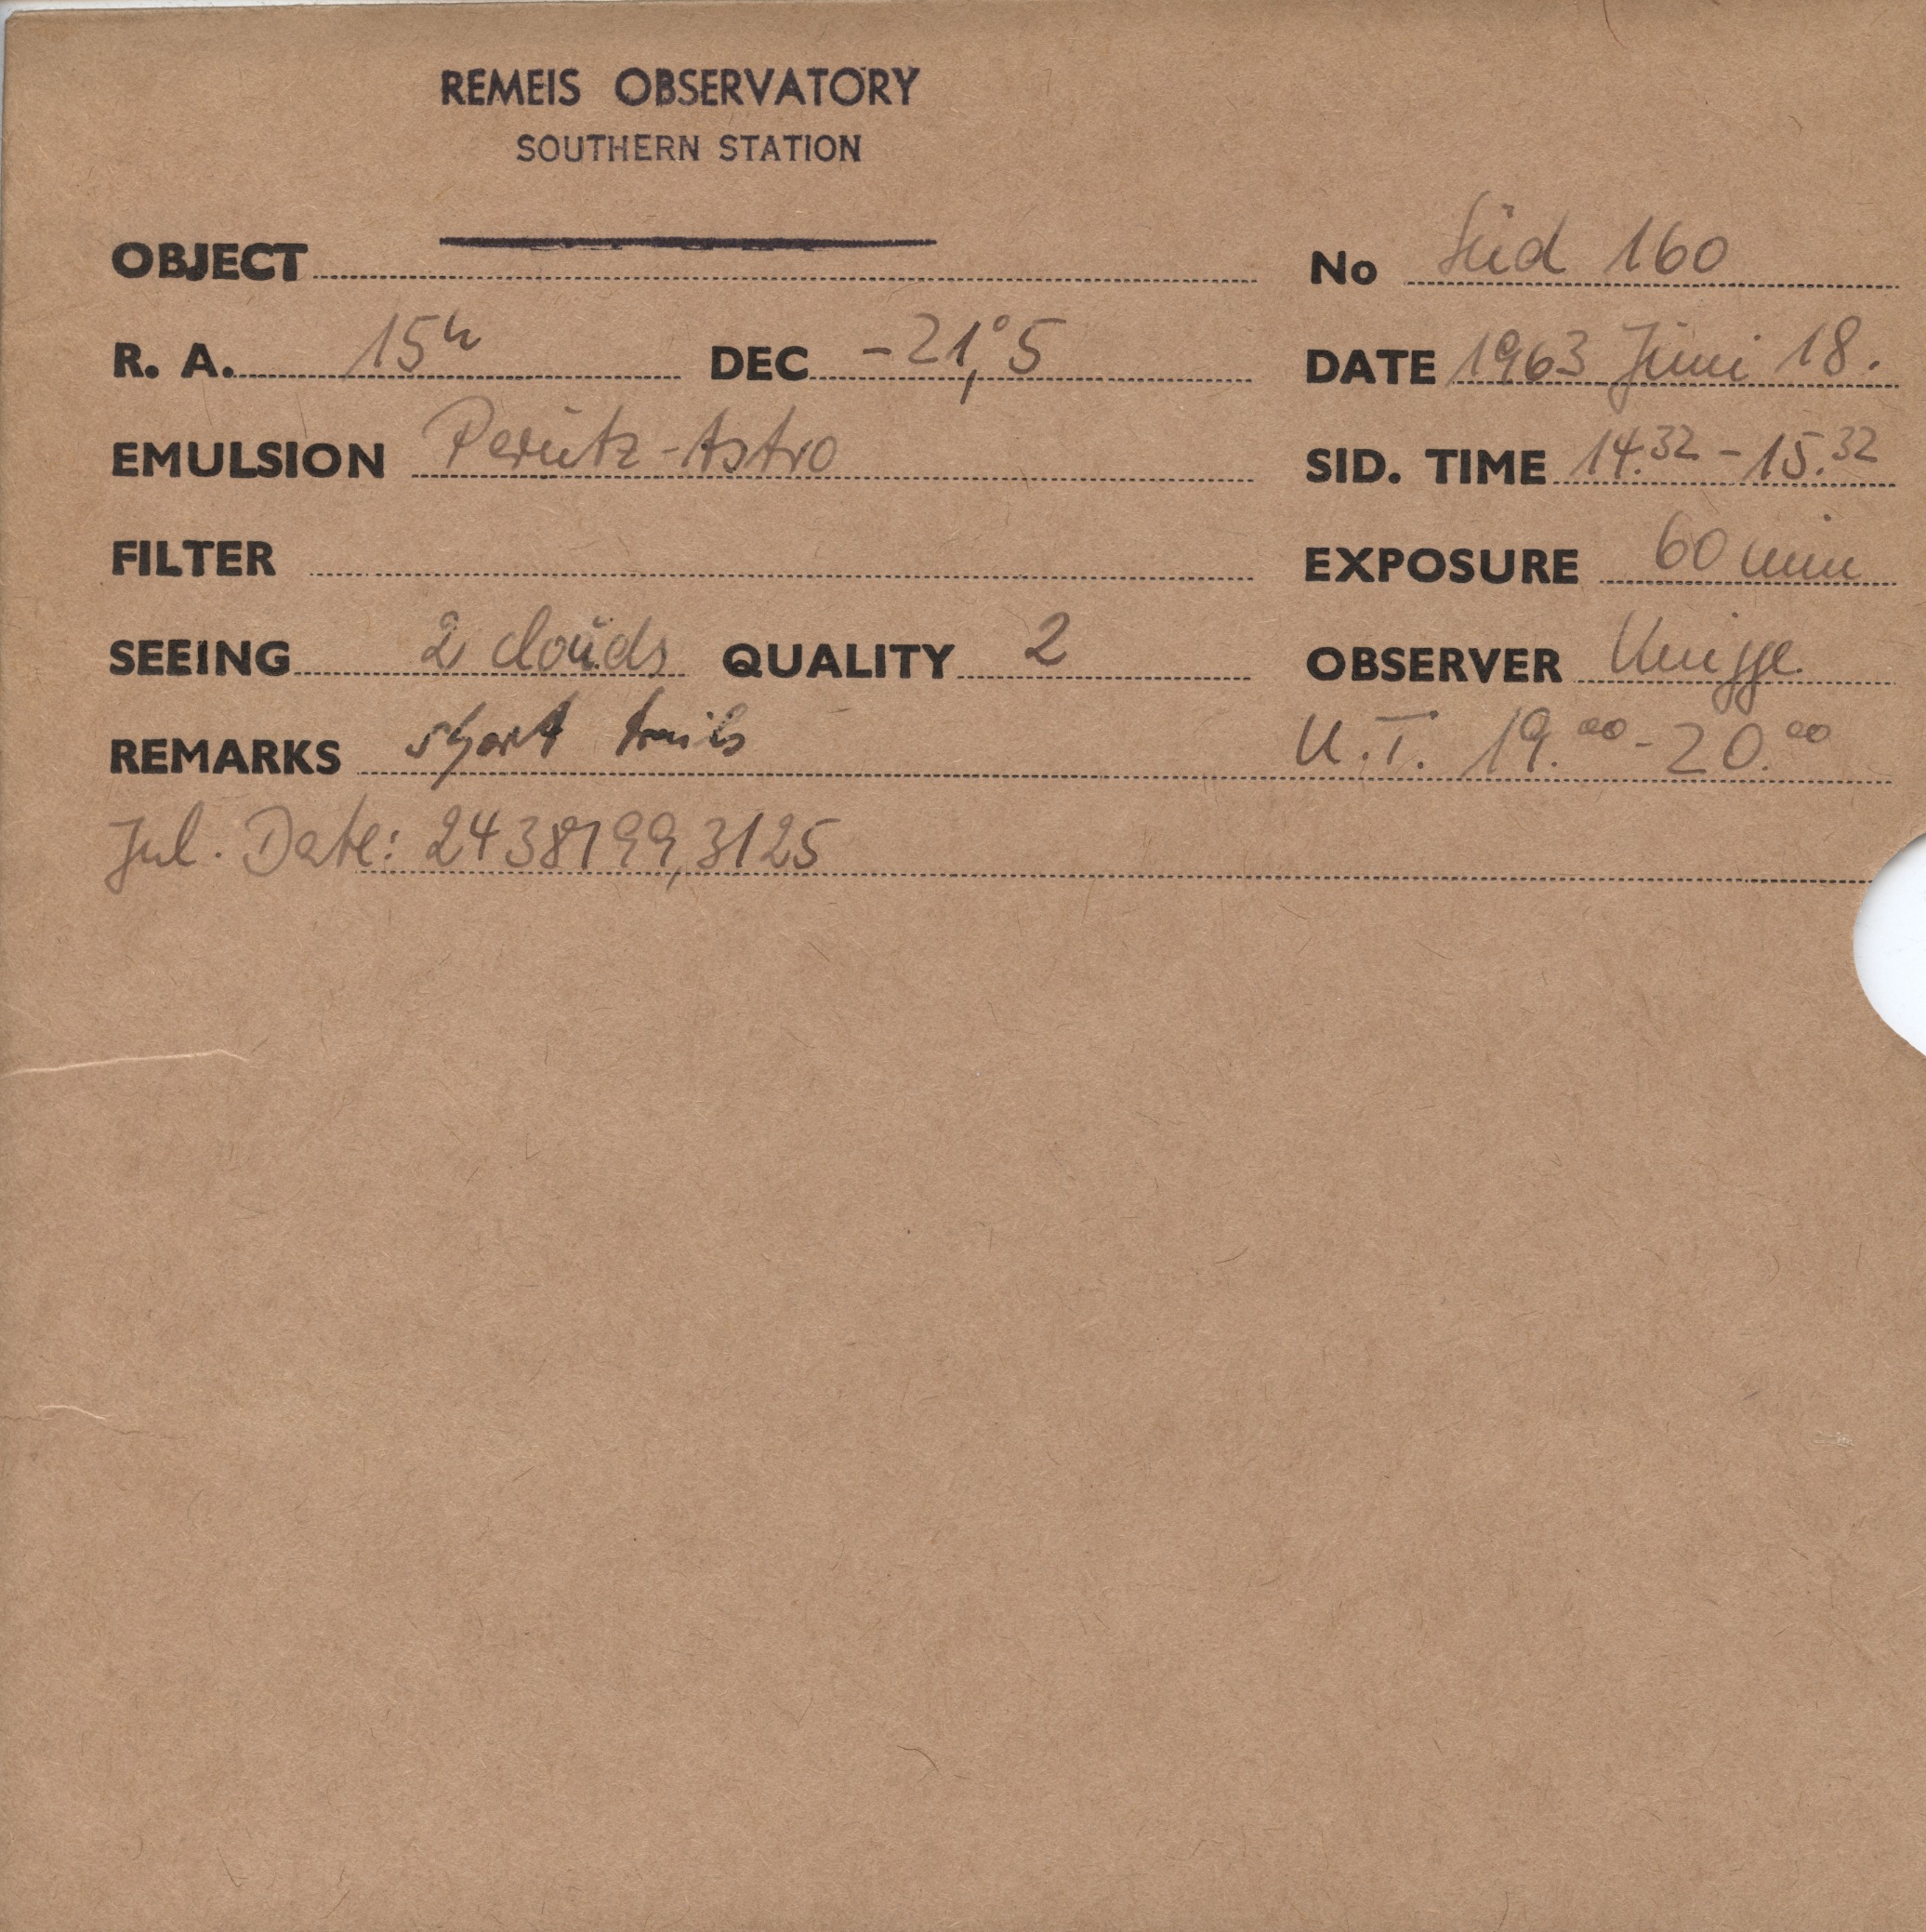 REMEIS OBSERVATORY
SOUTHERN STATION
OBJECT No Süd 160
R. A. 15h DEC -21,°5 DATE 1963 Juni 18.
EMULSION Perutz-Astro SID. TIME 14.32 - 15.32
FILTER EXPOSURE 60 min
SEEING 2 clouds QUALITY 2 OBSERVER Knigge
REMARKS short trails U.T. 19.00 - 20.00
Jul. Date: 2438199,3125